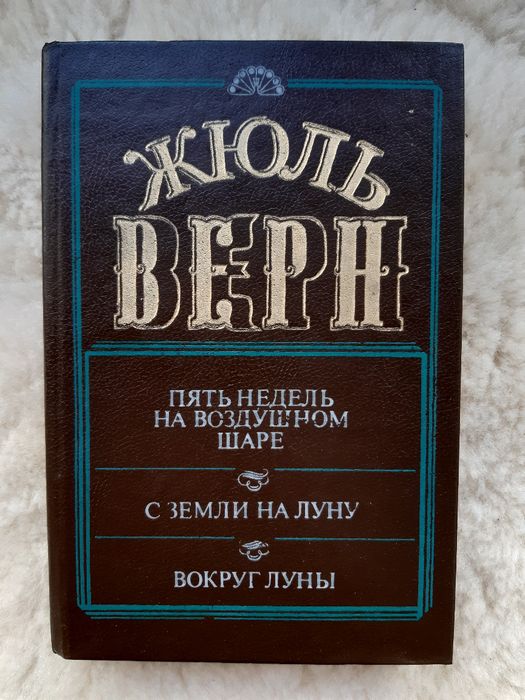 ЖЮЛЬ
ВЕРН
ПЯТЬ НЕДЕЛЬ
НА ВОЗДУШНОМ
ШАРЕ
С ЗЕМЛИ НА ЛУНУ
ВОКРУГ ЛУНЫ